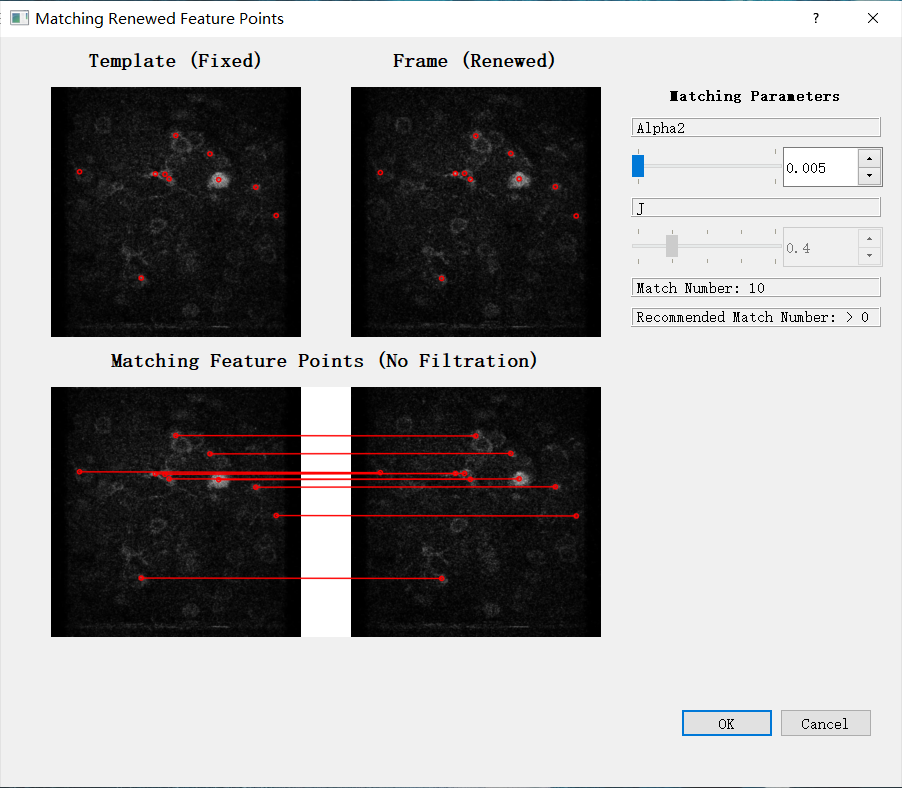 Matching Renewed Feature Points
?
Template (Fixed)
Frame (Renewed)
Matching Parameters
Alpha2
0.005
J
0.4
Match Number: 10
Recommended Match Number: > 0
Matching Feature Points (No Filtration)
OK
Cancel